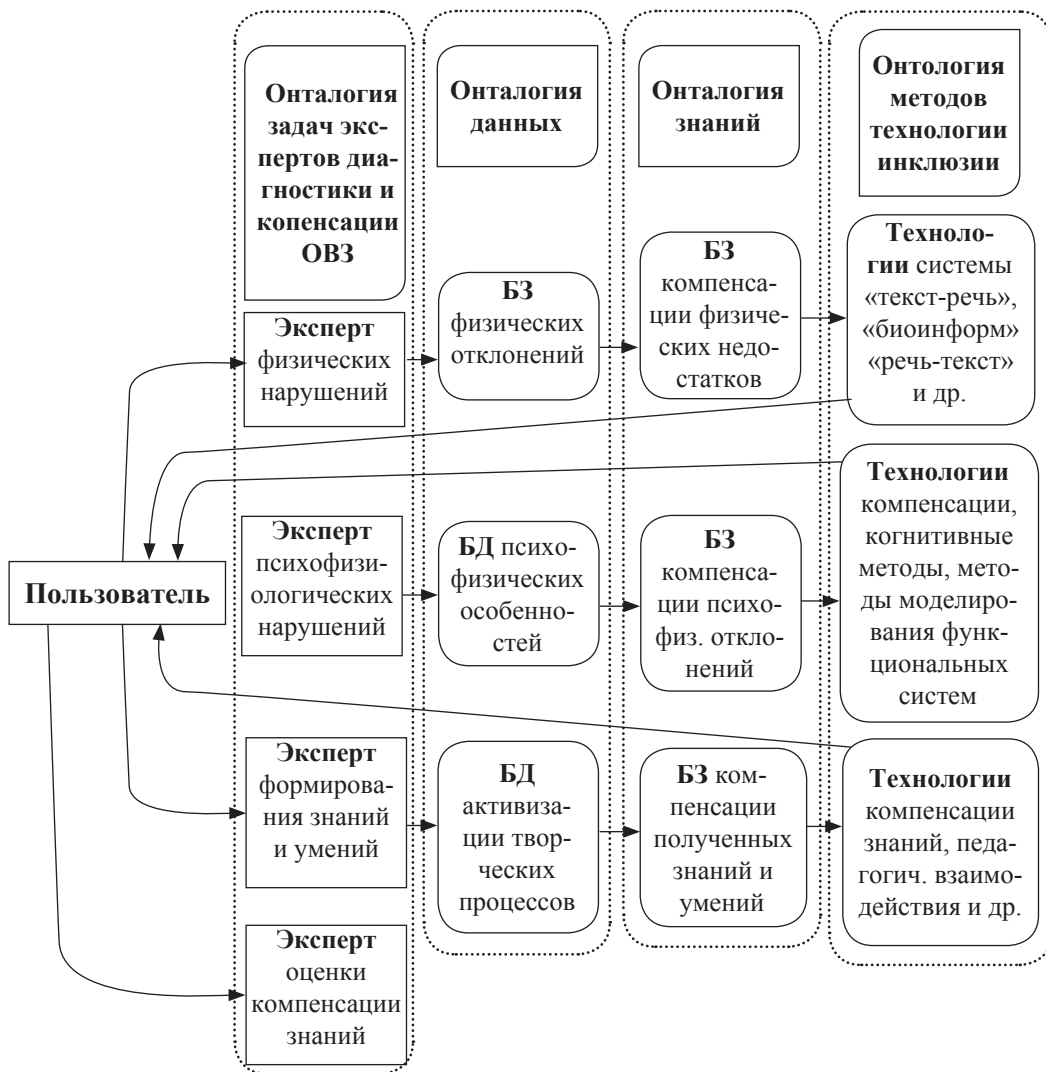 Онталогия
задач экс-
пертов диа-
гностики и
копенсации
ОВЗ
Онталогия
данных
Онталогия
знаний
Онтология
методов
технологии
инклюзии
Эксперт
физических
нарушений
БЗ
физических
отклонений
БЗ
компенса-
ции физиче-
ских недо-
статков
Техноло-
гии системы
«текст-речь»,
«биоинформ»
«речь-текст»
и др.
Пользователь
Эксперт
психофизи-
ологических
нарушений
БД психо-
физических
особенно-
стей
БЗ
компенса-
ции психо-
физ. откло-
нений
Технологии
компенсации,
когнитивные
методы, мето-
ды моделиро-
вания функ-
циональных
систем
Эксперт
формирова-
ния знаний
и умений
БД
активиза-
ции твор-
ческих
процессов
БЗ ком-
пенсации
полученных
знаний и
умений
Технологии
компенсации
знаний, педа-
гогич. взаимо-
действия и др.
Эксперт
оценки
компенсации
знаний